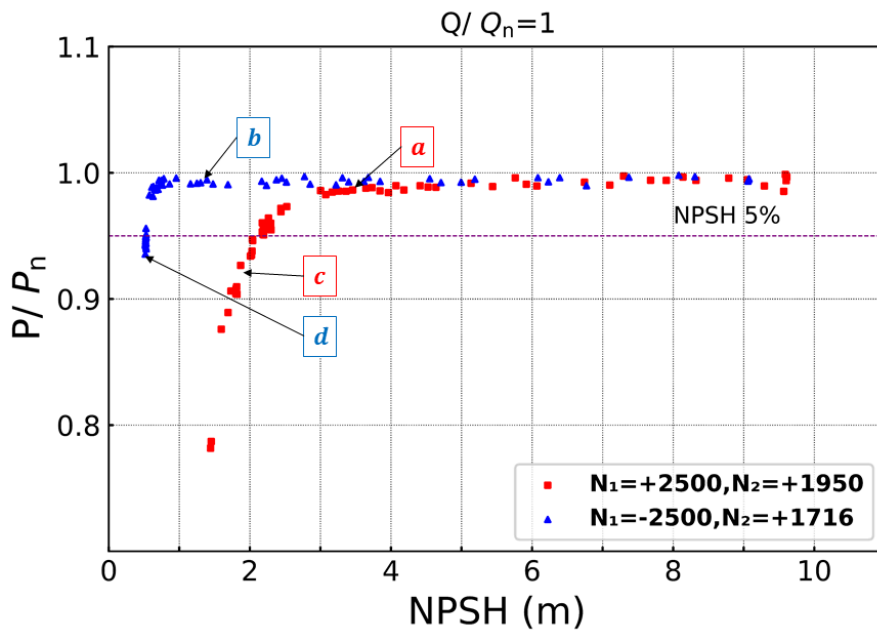 Q/ Qₙ=1
1.1
1.0
0.9
0.8
P/ Pₙ
b
a
NPSH 5%
c
d
N₁=+2500,N₂=+1950
N₁=-2500,N₂=+1716
0 1 2 4 6 8 10
NPSH (m)